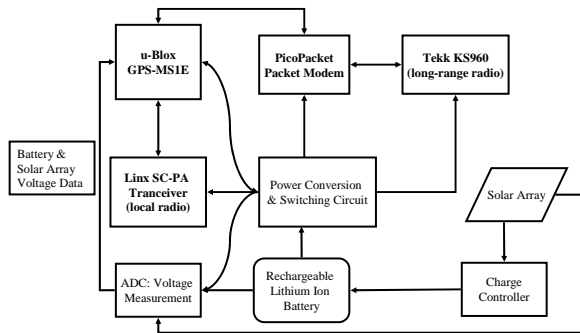 u-Blox
GPS-MS1E
PicoPacket
Packet Modem
Tekk KS960
(long-range radio)
Battery &
Solar Array
Voltage Data
Linx SC-PA
Tranceiver
(local radio)
Power Conversion
& Switching Circuit
Solar Array
ADC: Voltage
Measurement
Rechargeable
Lithium Ion
Battery
Charge
Controller